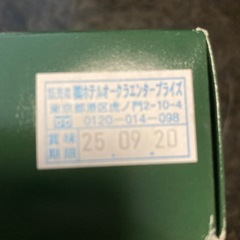 販売者 ㈱ホテルオークラエンタープライズ
東京都港区虎ノ門2-10-4
0120-014-098
賞味期限 25.09.20